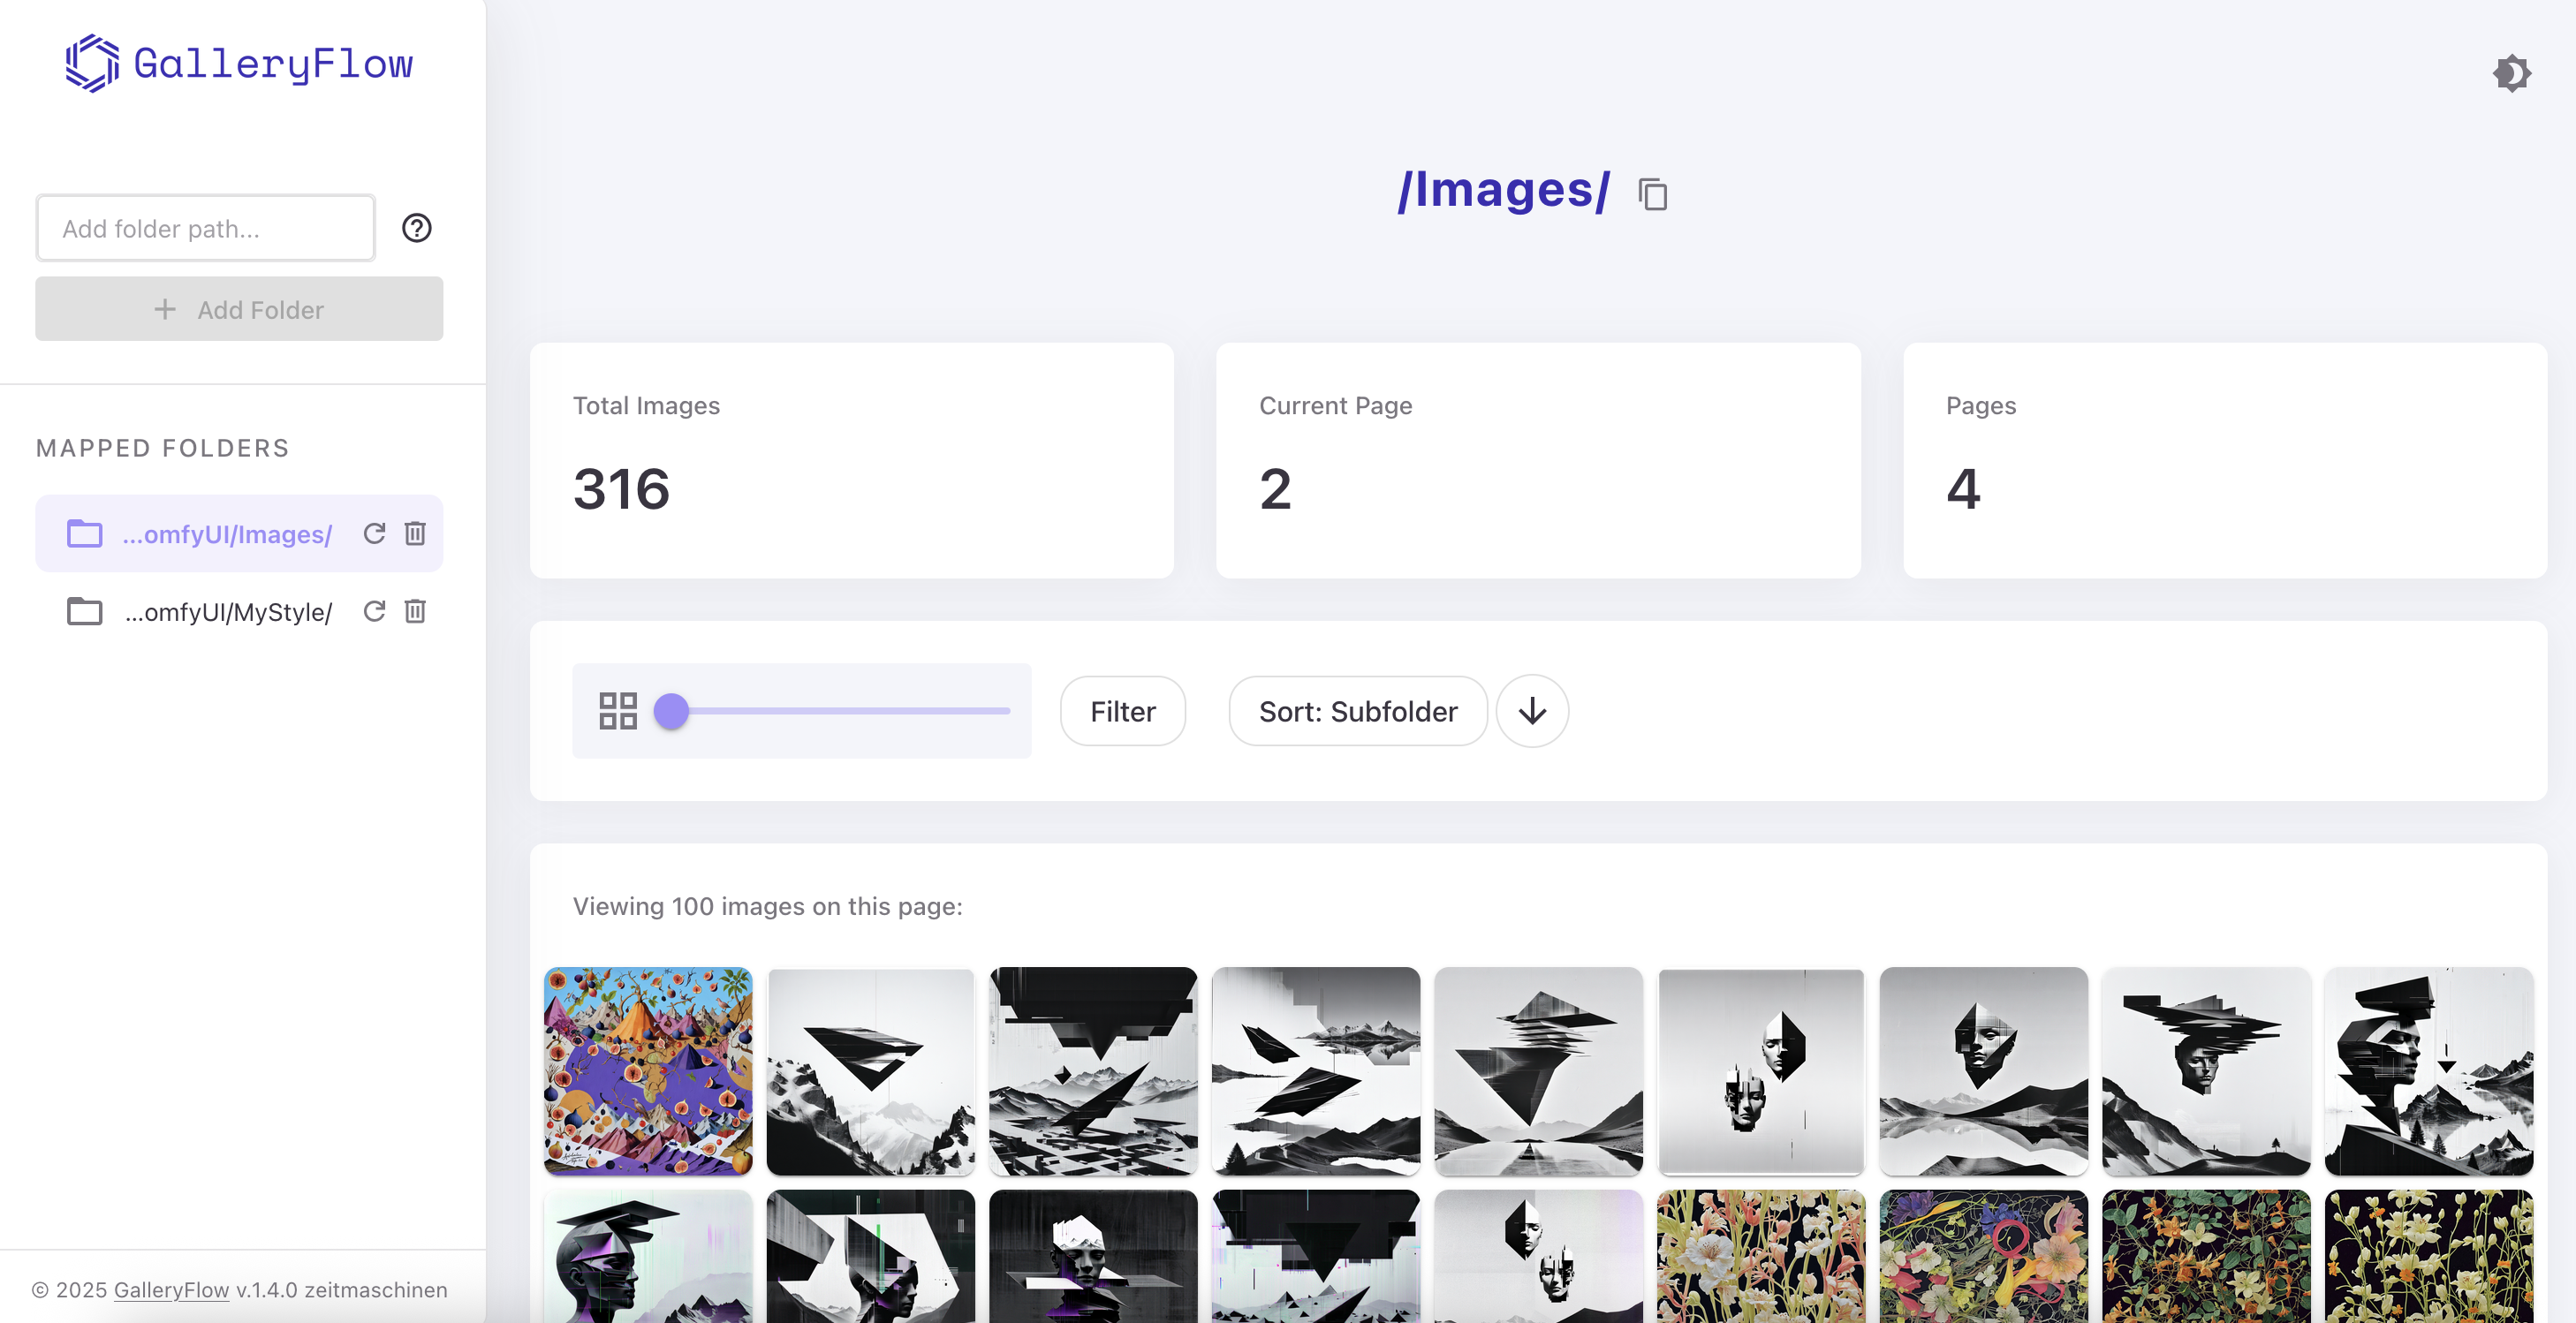 GalleryFlow
/Images/
Add folder path...
Add Folder
MAPPED FOLDERS
...omfyUI/Images/
...omfyUI/MyStyle/
Total Images
316
Current Page
2
Pages
4
Filter
Sort: Subfolder
Viewing 100 images on this page:
© 2025 GalleryFlow v.1.4.0 zeitmaschinen